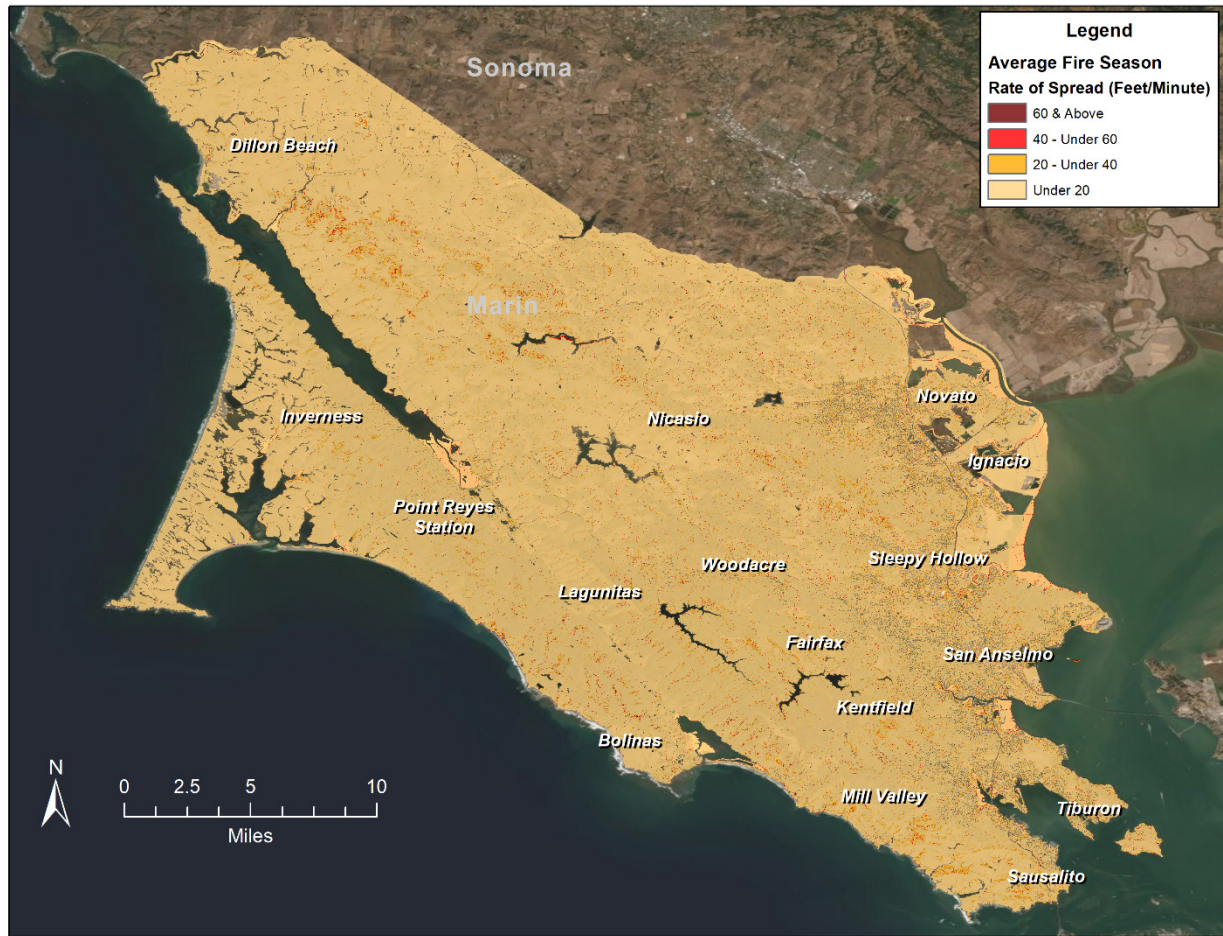 Legend
Average Fire Season
Rate of Spread (Feet/Minute)
60 & Above
40 - Under 60
20 - Under 40
Under 20
Sonoma
Dillon Beach
Marin
Novato
Inverness
Nicasio
Ignacio
Point Reyes
Station
Sleepy Hollow
Woodacre
Lagunitas
Fairfax
San Anselmo
Kentfield
Bolinas
Mill Valley
Tiburon
Sausalito
N
0 2.5 5 10
Miles